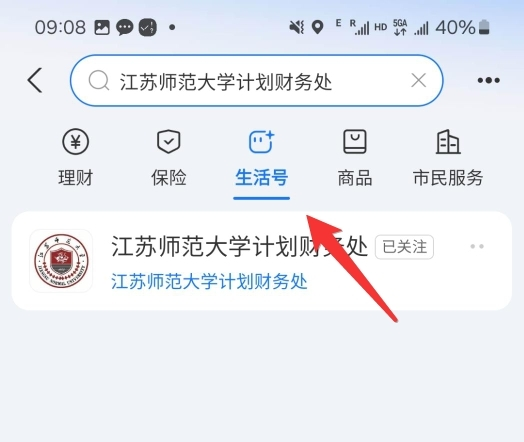 09:08 E R HD 5GA 40%
江苏师范大学计划财务处
理财 保险 生活号 商品 市民服务
江苏师范大学计划财务处 已关注
江苏师范大学计划财务处